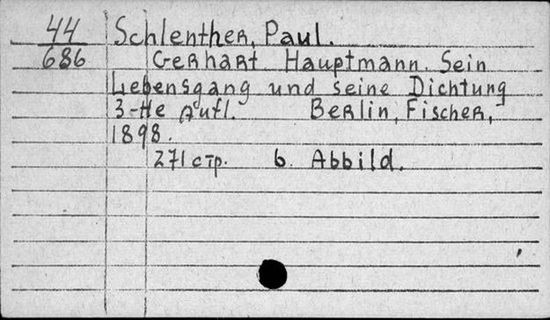 44 Schlenther, Paul.
686 Gerhart Hauptmann. Sein
Lebensgang und seine Dichtung
3-tte Aufl. Berlin, Fischer,
1898.
271 стр. 6. Abbild.